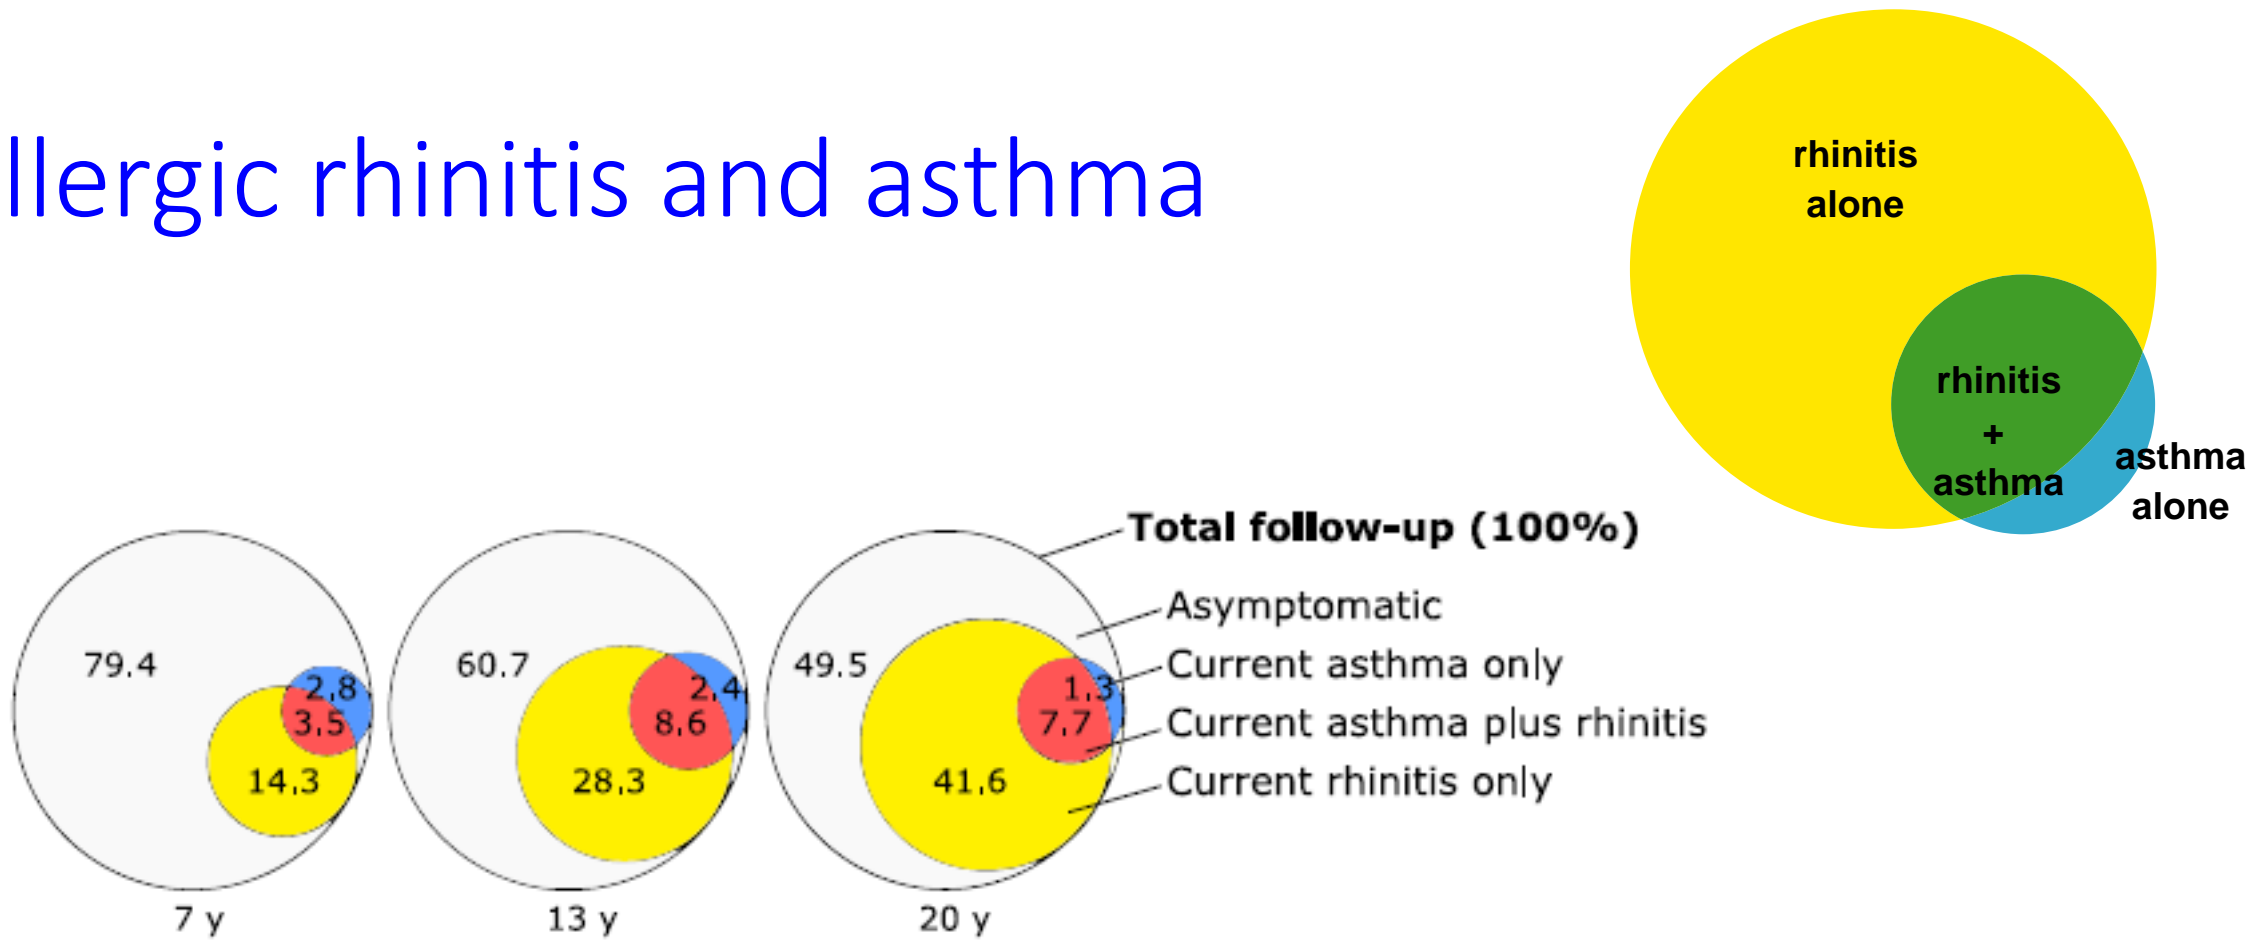 llergic rhinitis and asthma
rhinitis
alone
rhinitis
+
asthma
asthma
alone
Total follow-up (100%)
Asymptomatic
Current asthma only
Current asthma plus rhinitis
Current rhinitis only
79.4
2.8
3.5
14.3
7 y
60.7
2.4
8.6
28.3
13 y
49.5
1.3
7.7
41.6
20 y